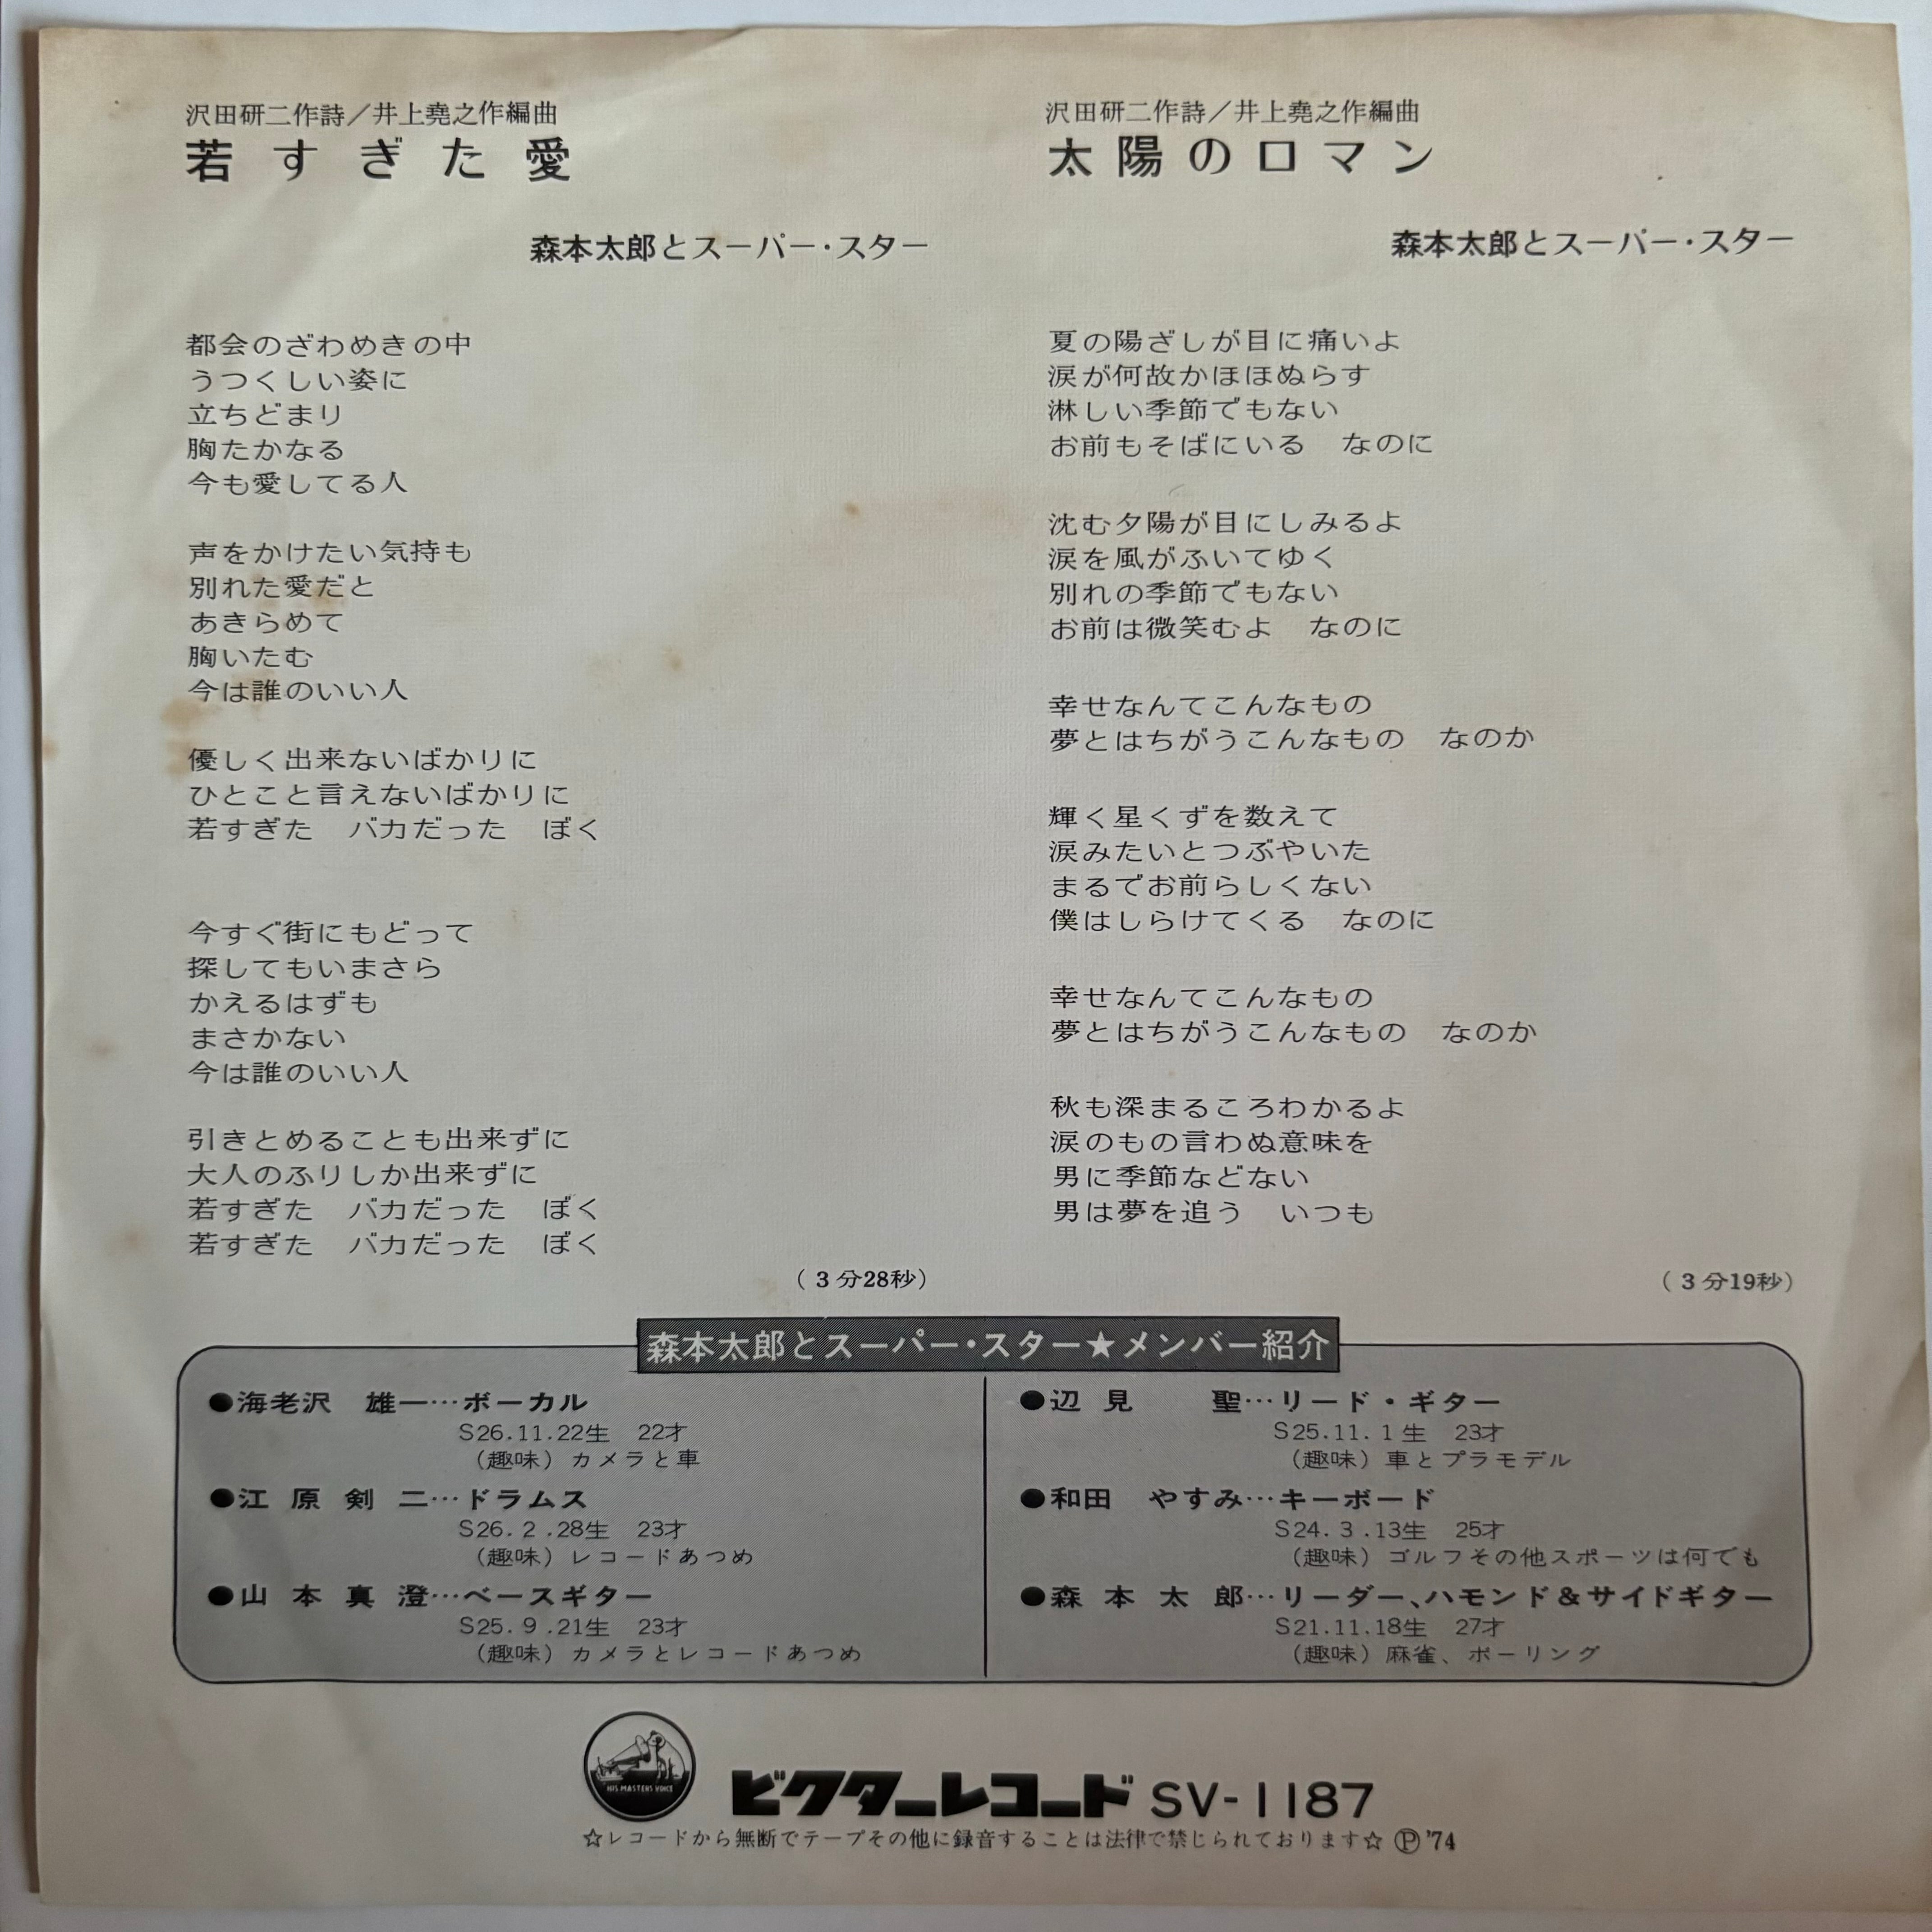 沢田研二作詩／井上堯之作編曲
若すぎた愛
森本太郎とスーパー・スター
都会のざわめきの中
うつくしい姿に
立ちどまり
胸たかなる
今も愛してる人
声をかけたい気持も
別れた愛だと
あきらめて
胸いたむ
今は誰のいい人
優しく出来ないばかりに
ひとこと言えないばかりに
若すぎた　バカだった　ぼく
今すぐ街にもどって
探してもいまさら
かえるはずも
まさかない
今は誰のいい人
引きとめることも出来ずに
大人のふりしか出来ずに
若すぎた　バカだった　ぼく
若すぎた　バカだった　ぼく
（3分28秒）
沢田研二作詩／井上堯之作編曲
太陽のロマン
森本太郎とスーパー・スター
夏の陽ざしが目に痛いよ
涙が何故かほほぬらす
淋しい季節でもない
お前もそばにいる　なのに
沈む夕陽が目にしみるよ
涙を風がふいてゆく
別れの季節でもない
お前は微笑むよ　なのに
幸せなんてこんなもの
夢とはちがうこんなもの　なのか
輝く星くずを数えて
涙みたいとつぶやいた
まるでお前らしくない
僕はしらけてくる　なのに
幸せなんてこんなもの
夢とはちがうこんなもの　なのか
秋も深まるころわかるよ
涙のもの言わぬ意味を
男に季節などない
男は夢を追う　いつも
（3分19秒）
森本太郎とスーパー・スター★メンバー紹介
●海老沢　雄一…ボーカル
S26.11.22生　22才
（趣味）カメラと車
●江原剣二…ドラムス
S26.2.28生　23才
（趣味）レコードあつめ
●山本真澄…ベースギター
S25.9.21生　23才
（趣味）カメラとレコードあつめ
●辺見　聖…リード・ギター
S25.11.1生　23才
（趣味）車とプラモデル
●和田　やすみ…キーボード
S24.3.13生　25才
（趣味）ゴルフその他スポーツは何でも
●森本太郎…リーダー、ハモンド＆サイドギター
S21.11.18生　27才
（趣味）麻雀、ボーリング
HIS MASTERS VOICE
ビクターレコード SV-1187
☆レコードから無断でテープその他に録音することは法律で禁じられております☆ Ⓟ'74